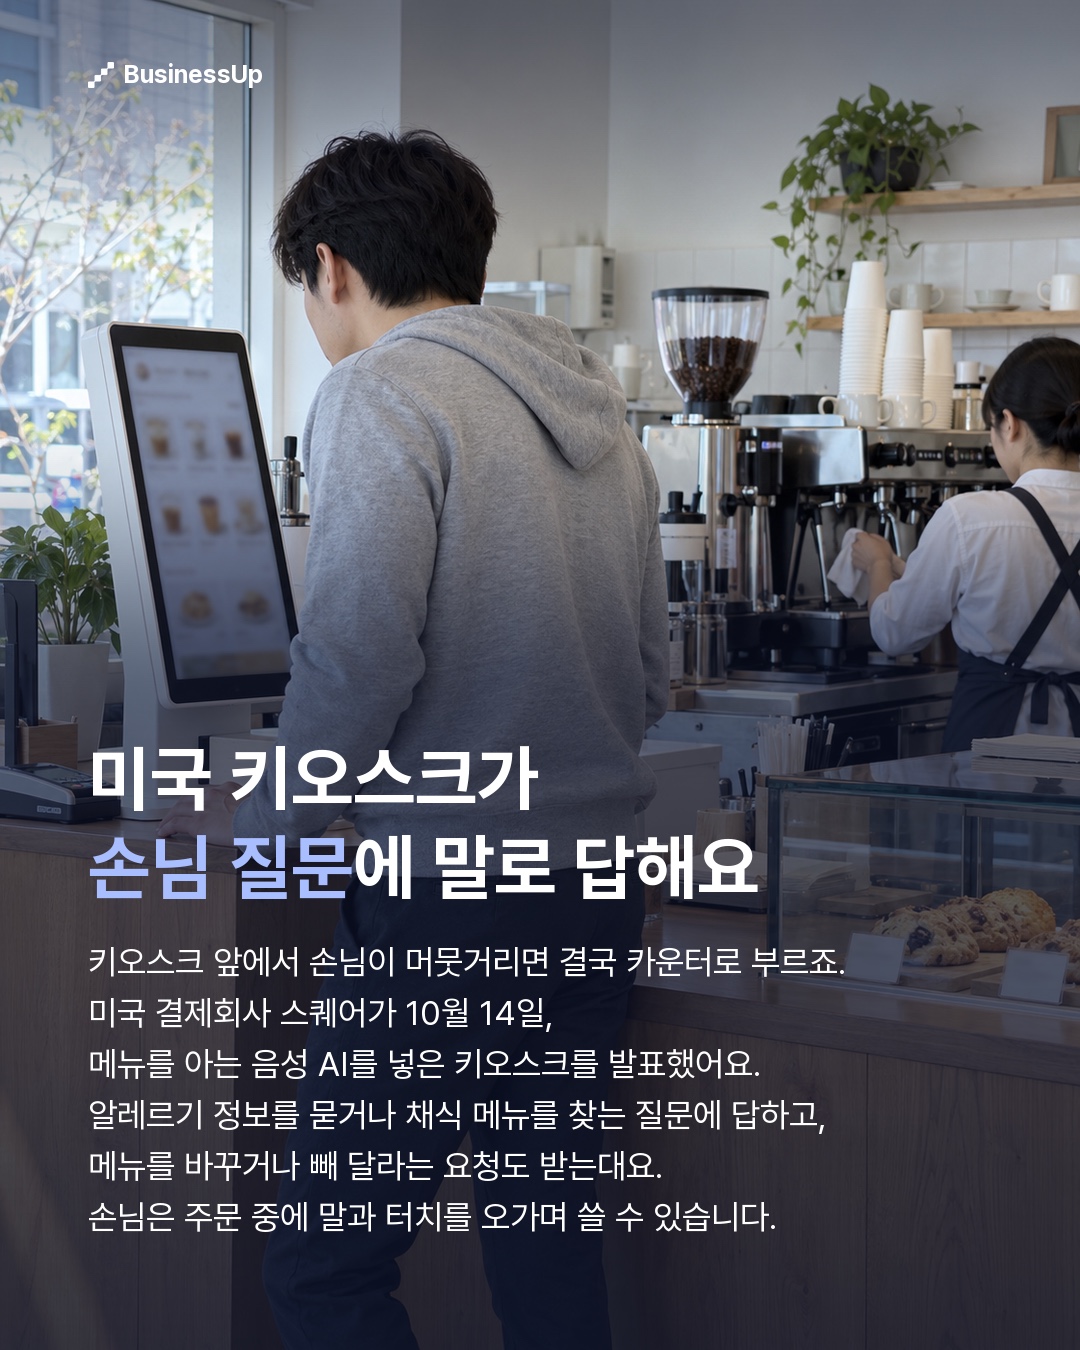 BusinessUp
미국 키오스크가
손님 질문에 말로 답해요
키오스크 앞에서 손님이 머뭇거리면 결국 카운터로 부르죠.
미국 결제회사 스퀘어가 10월 14일,
메뉴를 아는 음성 AI를 넣은 키오스크를 발표했어요.
알레르기 정보를 묻거나 채식 메뉴를 찾는 질문에 답하고,
메뉴를 바꾸거나 빼 달라는 요청도 받는대요.
손님은 주문 중에 말과 터치를 오가며 쓸 수 있습니다.